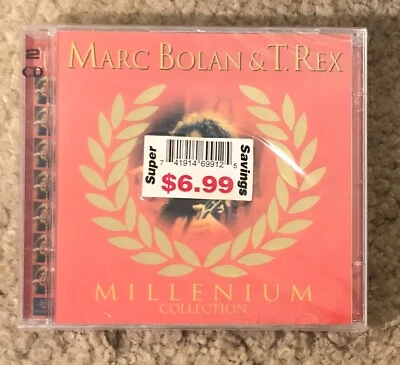 2
CD
MARC BOLAN & T.REX
Super
7 41914 69912 5
Savings
$6.99
MILLENIUM
COLLECTION